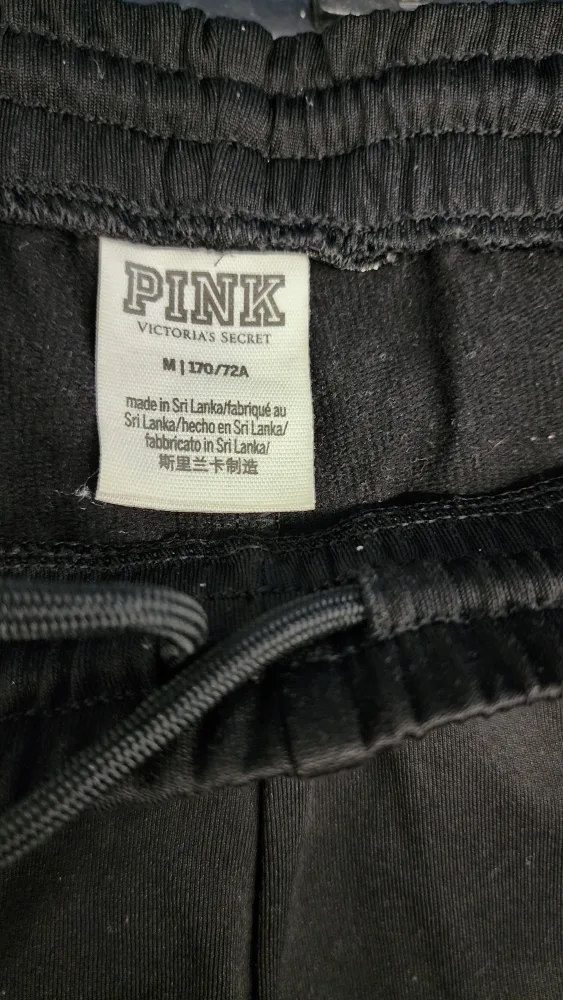 PINK
VICTORIA'S SECRET
M | 170/72A
made in Sri Lanka/fabriqué au
Sri Lanka/hecho en Sri Lanka/
fabbricato in Sri Lanka/
斯里兰卡制造